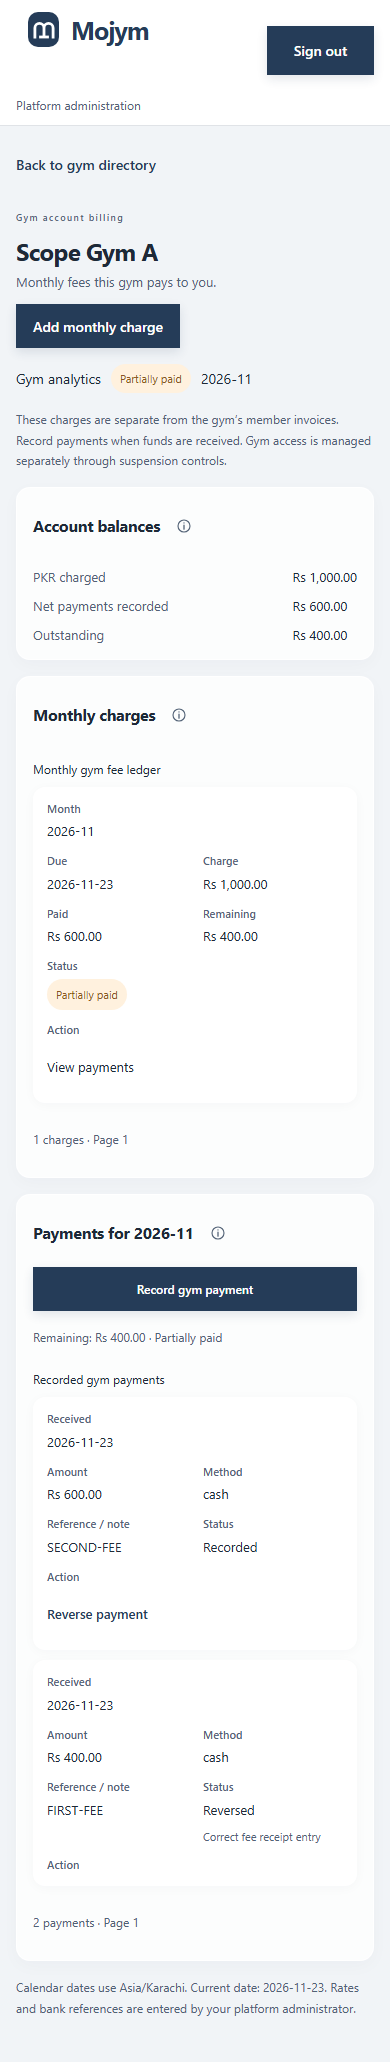 Mojym
Sign out
Platform administration
Back to gym directory
Gym account billing
Scope Gym A
Monthly fees this gym pays to you.
Add monthly charge
Gym analytics Partially paid 2026-11
These charges are separate from the gym's member invoices.
Record payments when funds are received. Gym access is managed
separately through suspension controls.
Account balances
PKR charged Rs 1,000.00
Net payments recorded Rs 600.00
Outstanding Rs 400.00
Monthly charges
Monthly gym fee ledger
Month
2026-11
Due Charge
2026-11-23 Rs 1,000.00
Paid Remaining
Rs 600.00 Rs 400.00
Status
Partially paid
Action
View payments
1 charges · Page 1
Payments for 2026-11
Record gym payment
Remaining: Rs 400.00 · Partially paid
Recorded gym payments
Received
2026-11-23
Amount Method
Rs 600.00 cash
Reference / note Status
SECOND-FEE Recorded
Action
Reverse payment
Received
2026-11-23
Amount Method
Rs 400.00 cash
Reference / note Status
FIRST-FEE Reversed
Correct fee receipt entry
Action
2 payments · Page 1
Calendar dates use Asia/Karachi. Current date: 2026-11-23. Rates
and bank references are entered by your platform administrator.